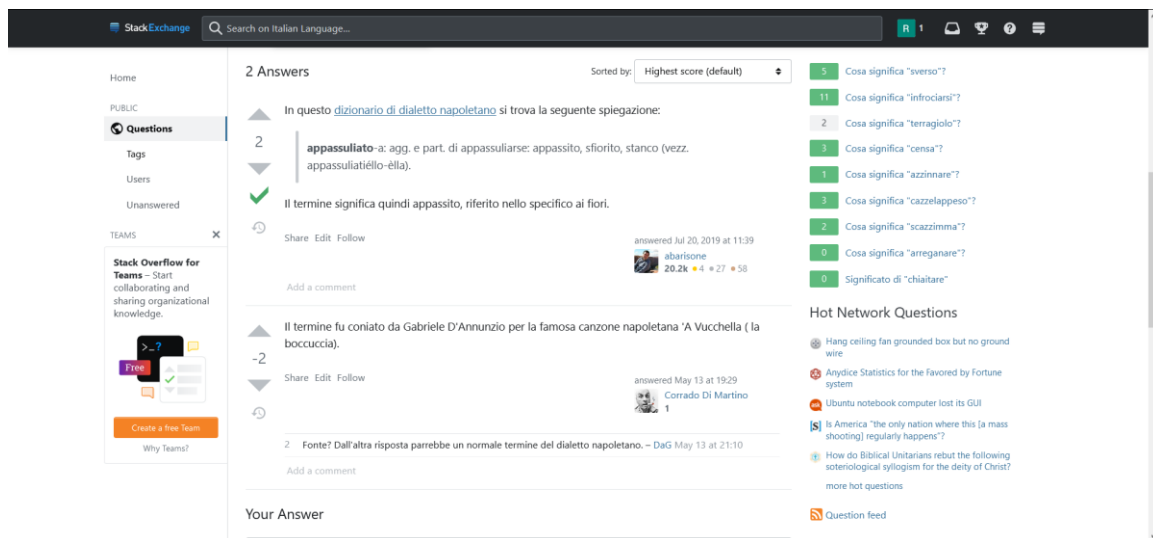 StackExchange
Search on Italian Language...
R 1
Home
PUBLIC
Questions
Tags
Users
Unanswered
TEAMS
Stack Overflow for
Teams – Start
collaborating and
sharing organizational
knowledge.
>_?
Free
Create a free Team
Why Teams?
2 Answers
Sorted by:
Highest score (default)
2
In questo dizionario di dialetto napoletano si trova la seguente spiegazione:
appassuliato-a: agg. e part. di appassuliarse: appassito, sfiorito, stanco (vezz.
appassuliatiéllo-èlla).
Il termine significa quindi appassito, riferito nello specifico ai fiori.
Share Edit Follow
answered Jul 20, 2019 at 11:39
abarisone
20.2k 4 27 58
Add a comment
-2
Il termine fu coniato da Gabriele D'Annunzio per la famosa canzone napoletana 'A Vucchella ( la
boccuccia).
Share Edit Follow
answered May 13 at 19:29
Corrado Di Martino
1
2 Fonte? Dall'altra risposta parrebbe un normale termine del dialetto napoletano. – DaG May 13 at 21:10
Add a comment
Your Answer
5 Cosa significa "sverso"?
11 Cosa significa "infrociarsi"?
2 Cosa significa "terragiolo"?
3 Cosa significa "censa"?
1 Cosa significa "azzinnare"?
3 Cosa significa "cazzelappeso"?
2 Cosa significa "scazzimma"?
0 Cosa significa "arreganare"?
0 Significato di "chiaitare"
Hot Network Questions
Hang ceiling fan grounded box but no ground
wire
Anydice Statistics for the Favored by Fortune
system
Ubuntu notebook computer lost its GUI
Is America "the only nation where this [a mass
shooting] regularly happens"?
How do Biblical Unitarians rebut the following
soteriological syllogism for the deity of Christ?
more hot questions
Question feed